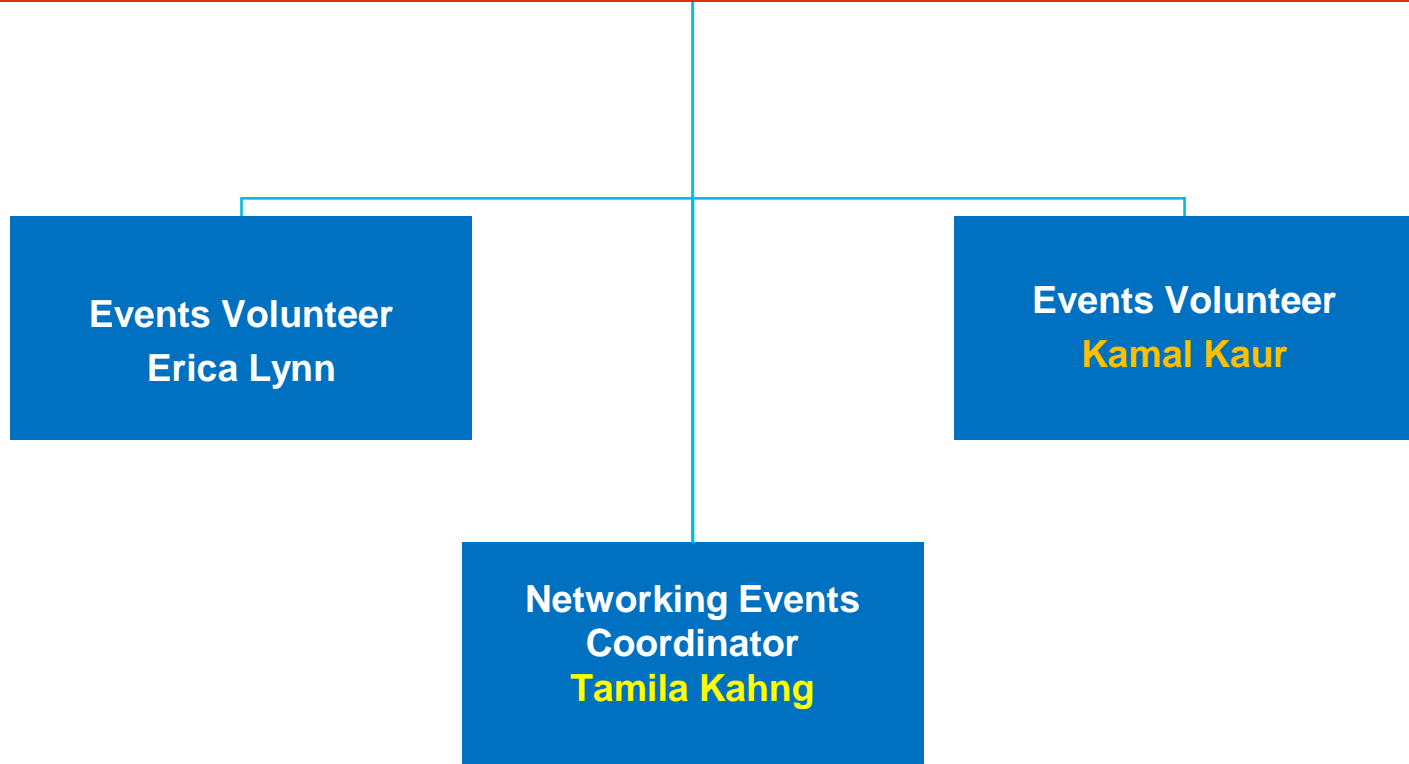 Events Volunteer
Erica Lynn
Events Volunteer
Kamal Kaur
Networking Events
Coordinator
Tamila Kahng